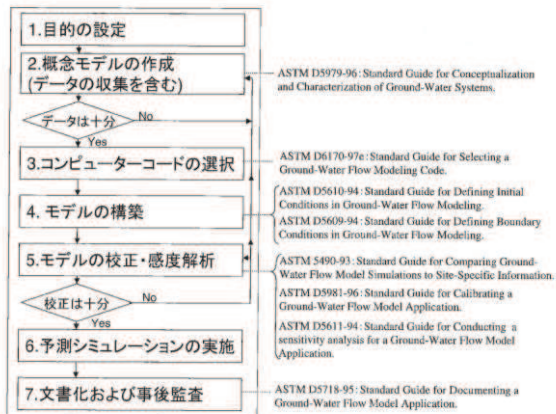 1.目的の設定
2.概念モデルの作成
(データの収集を含む)
ASTM D5979-96: Standard Guide for Conceptualization
and Characterization of Ground-Water Systems.
データは十分
No
Yes
3.コンピューターコードの選択
ASTM D6170-97e: Standard Guide for Selecting a
Ground-Water Flow Modeling Code.
4. モデルの構築
ASTM D5610-94: Standard Guide for Defining Initial
Conditions in Ground-Water Flow Modeling.
ASTM D5609-94: Standard Guide for Defining Boundary
Conditions in Ground-Water Flow Modeling.
5.モデルの校正・感度解析
ASTM 5490-93: Standard Guide for Comparing Ground-
Water Flow Model Simulations to Site-Specific Information.
ASTM D5981-96: Standard Guide for Calibrating a
Ground-Water Flow Model Application.
ASTM D5611-94: Standard Guide for Conducting a
sensitivity analysis for a Ground-Water Flow Model
Application.
校正は十分
No
Yes
6.予測シミュレーションの実施
7.文書化および事後監査
ASTM D5718-95: Standard Guide for Documenting a
Ground-Water Flow Model Application.